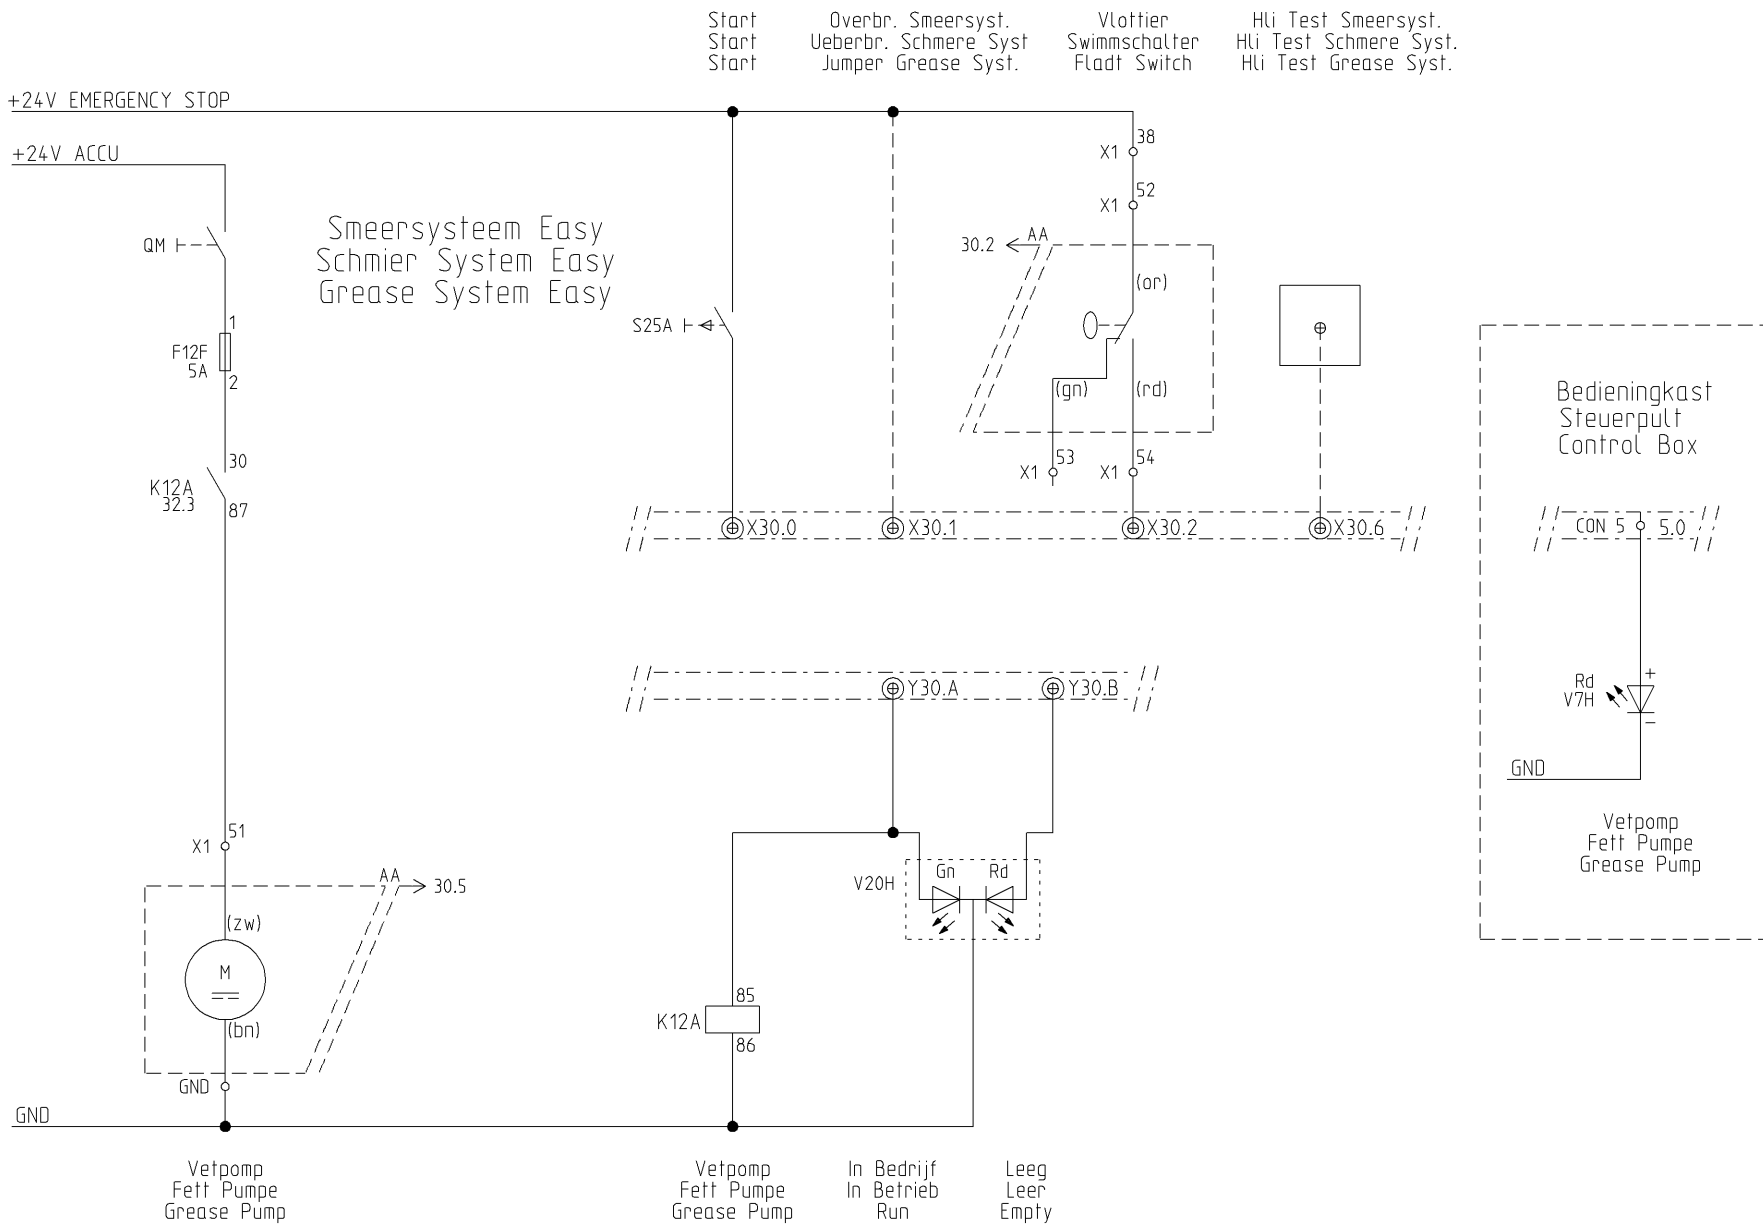 Start
Start
Start
Overbr. Smeersyst.
Ueberbr. Schmere Syst
Jumper Grease Syst.
Vlottier
Swimmschalter
Fladt Switch
Hli Test Smeersyst.
Hli Test Schmere Syst.
Hli Test Grease Syst.
+24V EMERGENCY STOP
+24V ACCU
38
X1
52
X1
Smeersysteem Easy
Schmier System Easy
Grease System Easy
QM
30.2
AA
(or)
S25A
1
F12F
5A
2
(gn)
(rd)
Bedieningkast
Steuerpult
Control Box
30
K12A
32.3
87
53
X1
54
X1
X30.0
X30.1
X30.2
X30.6
CON 5
5.0
Y30.A
Y30.B
Rd
V7H
+
-
GND
51
X1
Vetpomp
Fett Pumpe
Grease Pump
AA
30.5
V20H
Gn
Rd
(zw)
M
(bn)
GND
85
K12A
86
GND
Vetpomp
Fett Pumpe
Grease Pump
Vetpomp
Fett Pumpe
Grease Pump
In Bedrijf
In Betrieb
Run
Leeg
Leer
Empty